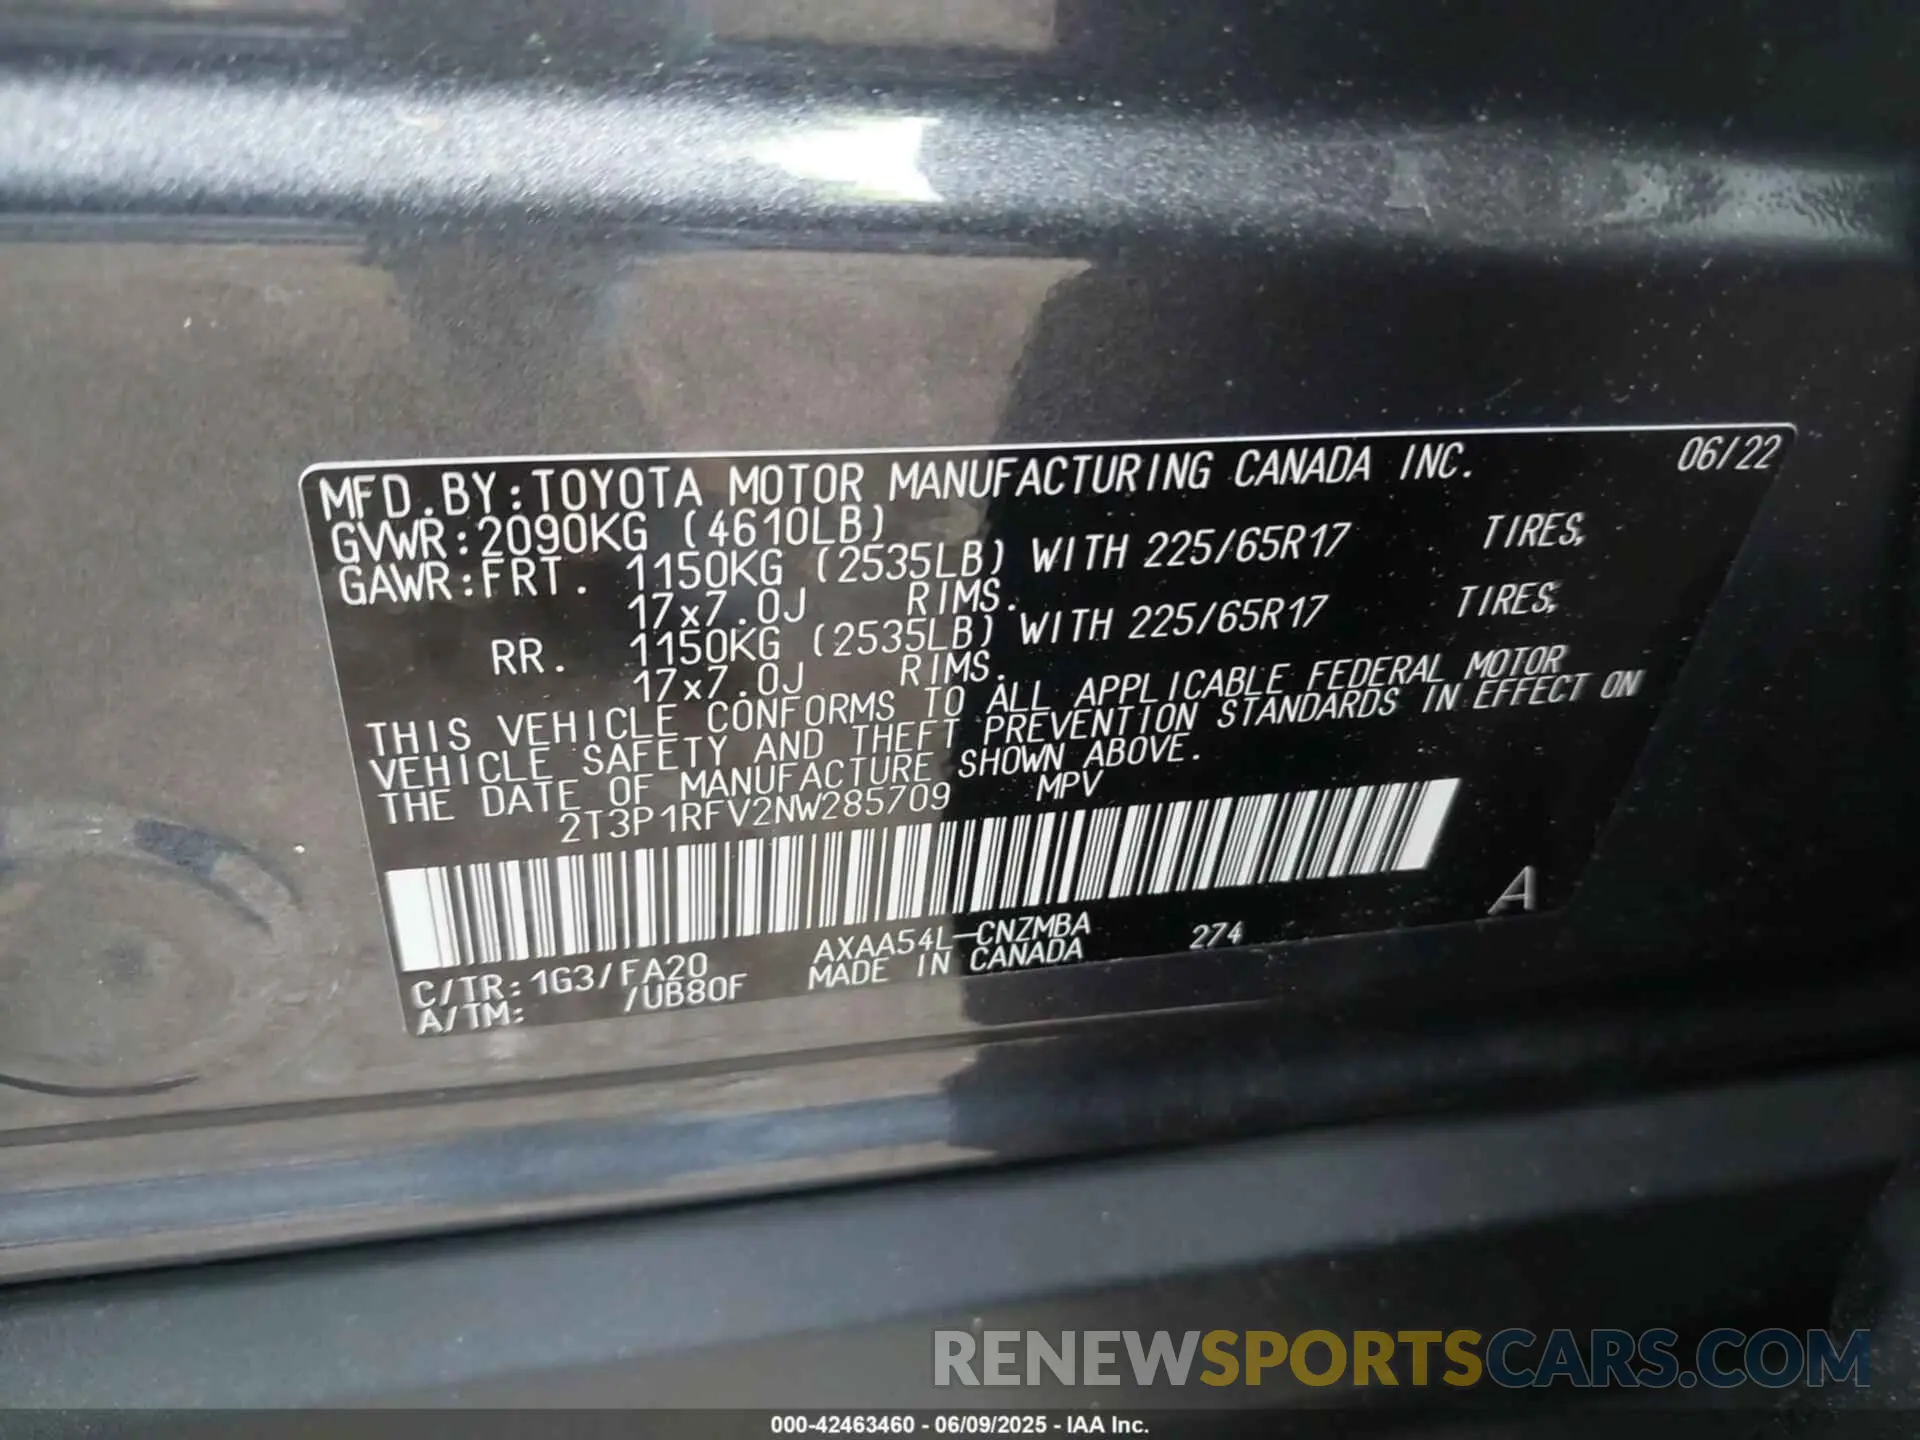 MFD.BY:TOYOTA MOTOR MANUFACTURING CANADA INC. 06/22
GVWR:2090KG (4610LB)
GAWR:FRT. 1150KG (2535LB) WITH 225/65R17 TIRES,
17x7.0J RIMS.
RR. 1150KG (2535LB) WITH 225/65R17 TIRES,
17x7.0J RIMS.
THIS VEHICLE CONFORMS TO ALL APPLICABLE FEDERAL MOTOR
VEHICLE SAFETY AND THEFT PREVENTION STANDARDS IN EFFECT ON
THE DATE OF MANUFACTURE SHOWN ABOVE.
2T3P1RFV2NW285709 MPV
A
C/TR:1G3/FA20 AXAA54L-CNZMBA 274
A/TM: /UB80F MADE IN CANADA
RENEWSPORTSCARS.COM
000-42463460 - 06/09/2025 - IAA Inc.